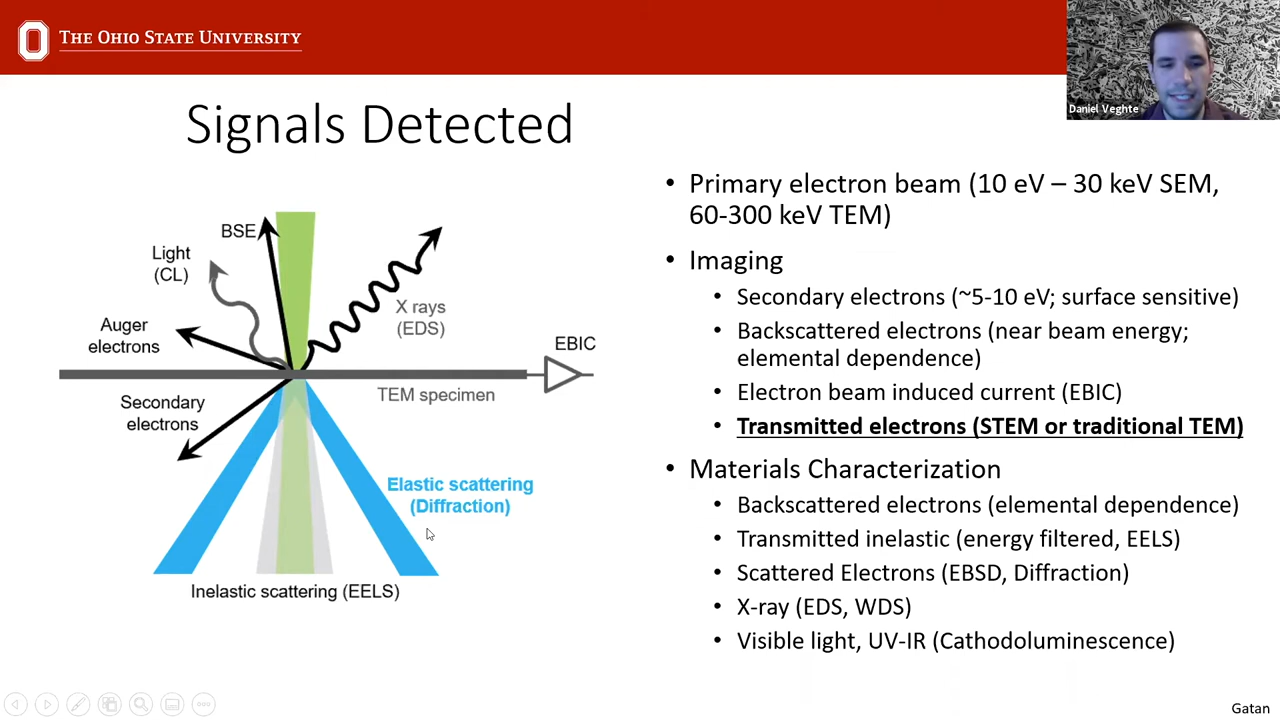 THE OHIO STATE UNIVERSITY
Daniel Veghte
Signals Detected
BSE
Light
(CL)
X rays
(EDS)
Auger
electrons
EBIC
TEM specimen
Secondary
electrons
Elastic scattering
(Diffraction)
Inelastic scattering (EELS)
• Primary electron beam (10 eV – 30 keV SEM,
60-300 keV TEM)
• Imaging
• Secondary electrons (~5-10 eV; surface sensitive)
• Backscattered electrons (near beam energy;
elemental dependence)
• Electron beam induced current (EBIC)
• Transmitted electrons (STEM or traditional TEM)
• Materials Characterization
• Backscattered electrons (elemental dependence)
• Transmitted inelastic (energy filtered, EELS)
• Scattered Electrons (EBSD, Diffraction)
• X-ray (EDS, WDS)
• Visible light, UV-IR (Cathodoluminescence)
Gatan